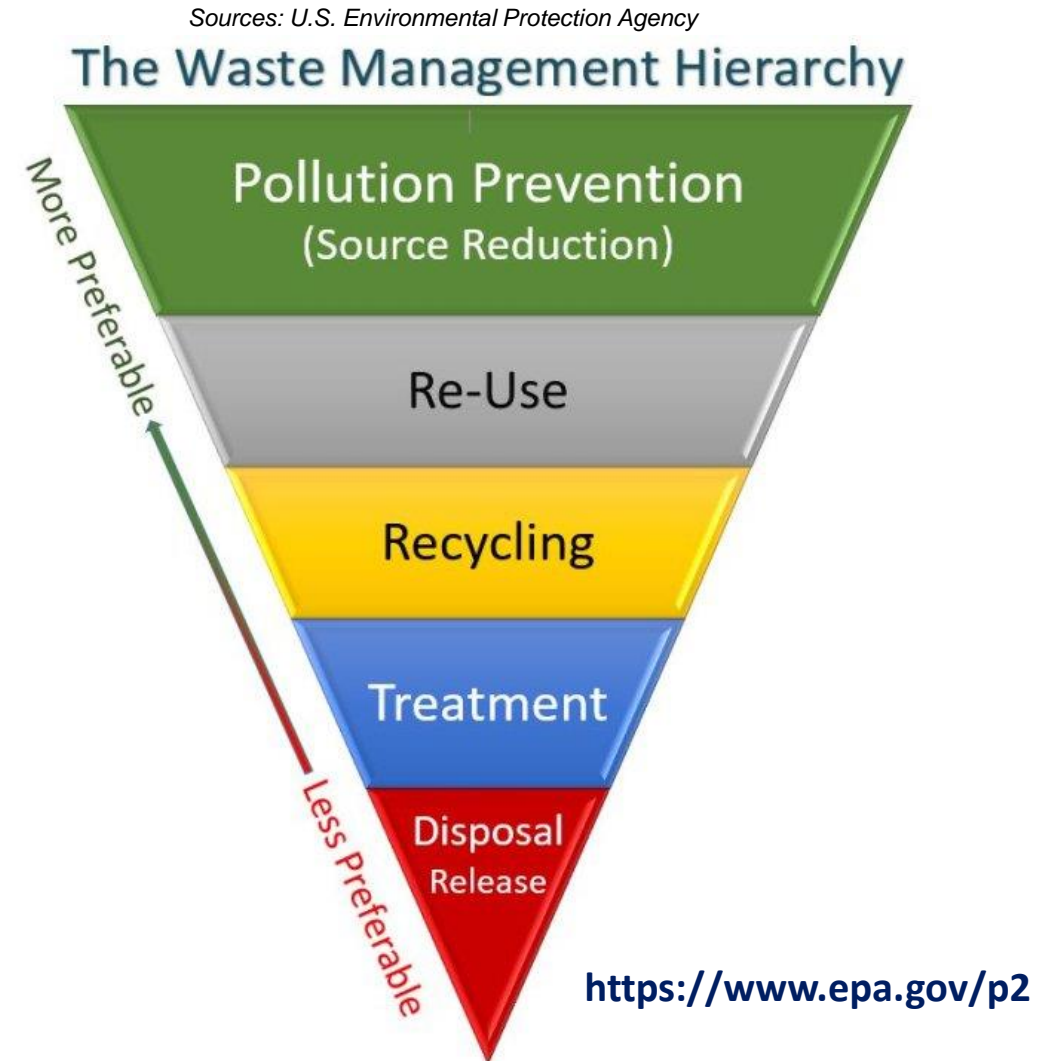 Sources: U.S. Environmental Protection Agency
The Waste Management Hierarchy
Pollution Prevention
(Source Reduction)
More Preferable
Re-Use
Recycling
Treatment
Less Preferable
Disposal
Release
https://www.epa.gov/p2